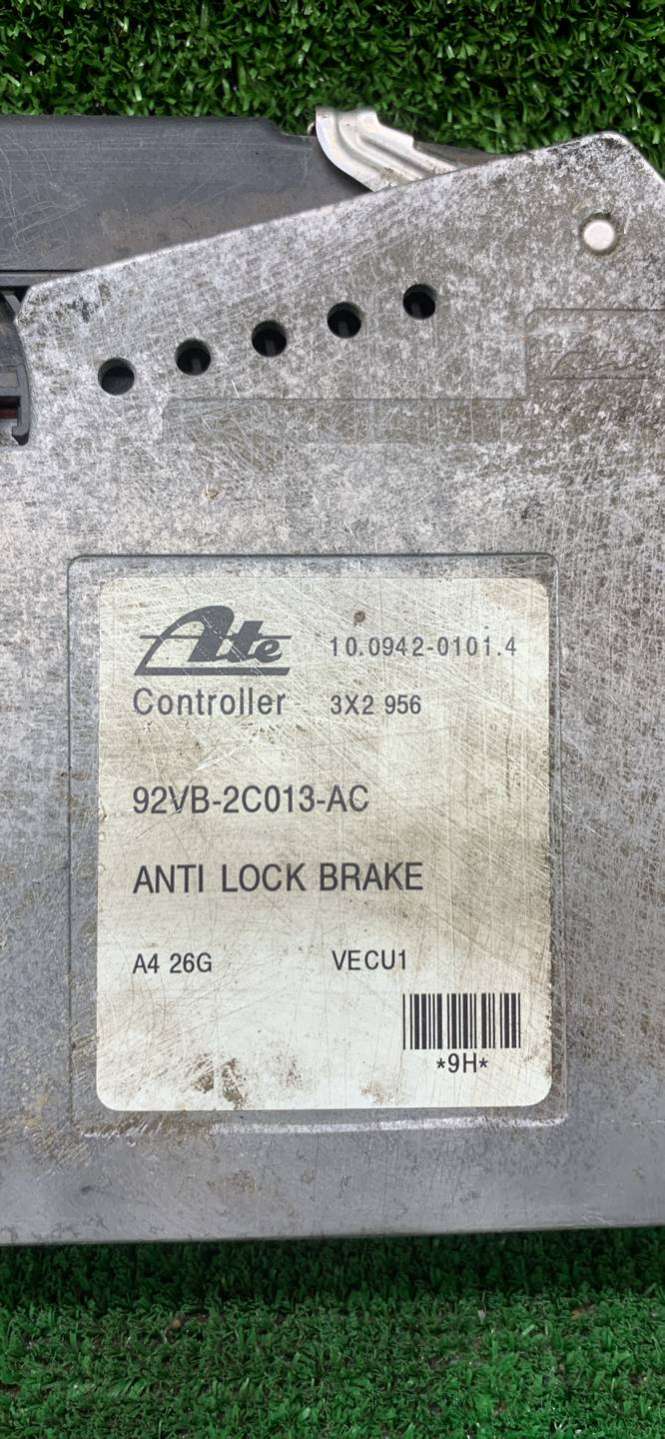 Ate 10.0942-0101.4
Controller 3X2 956
92VB-2C013-AC
ANTI LOCK BRAKE
A4 26G VECU1
*9H*